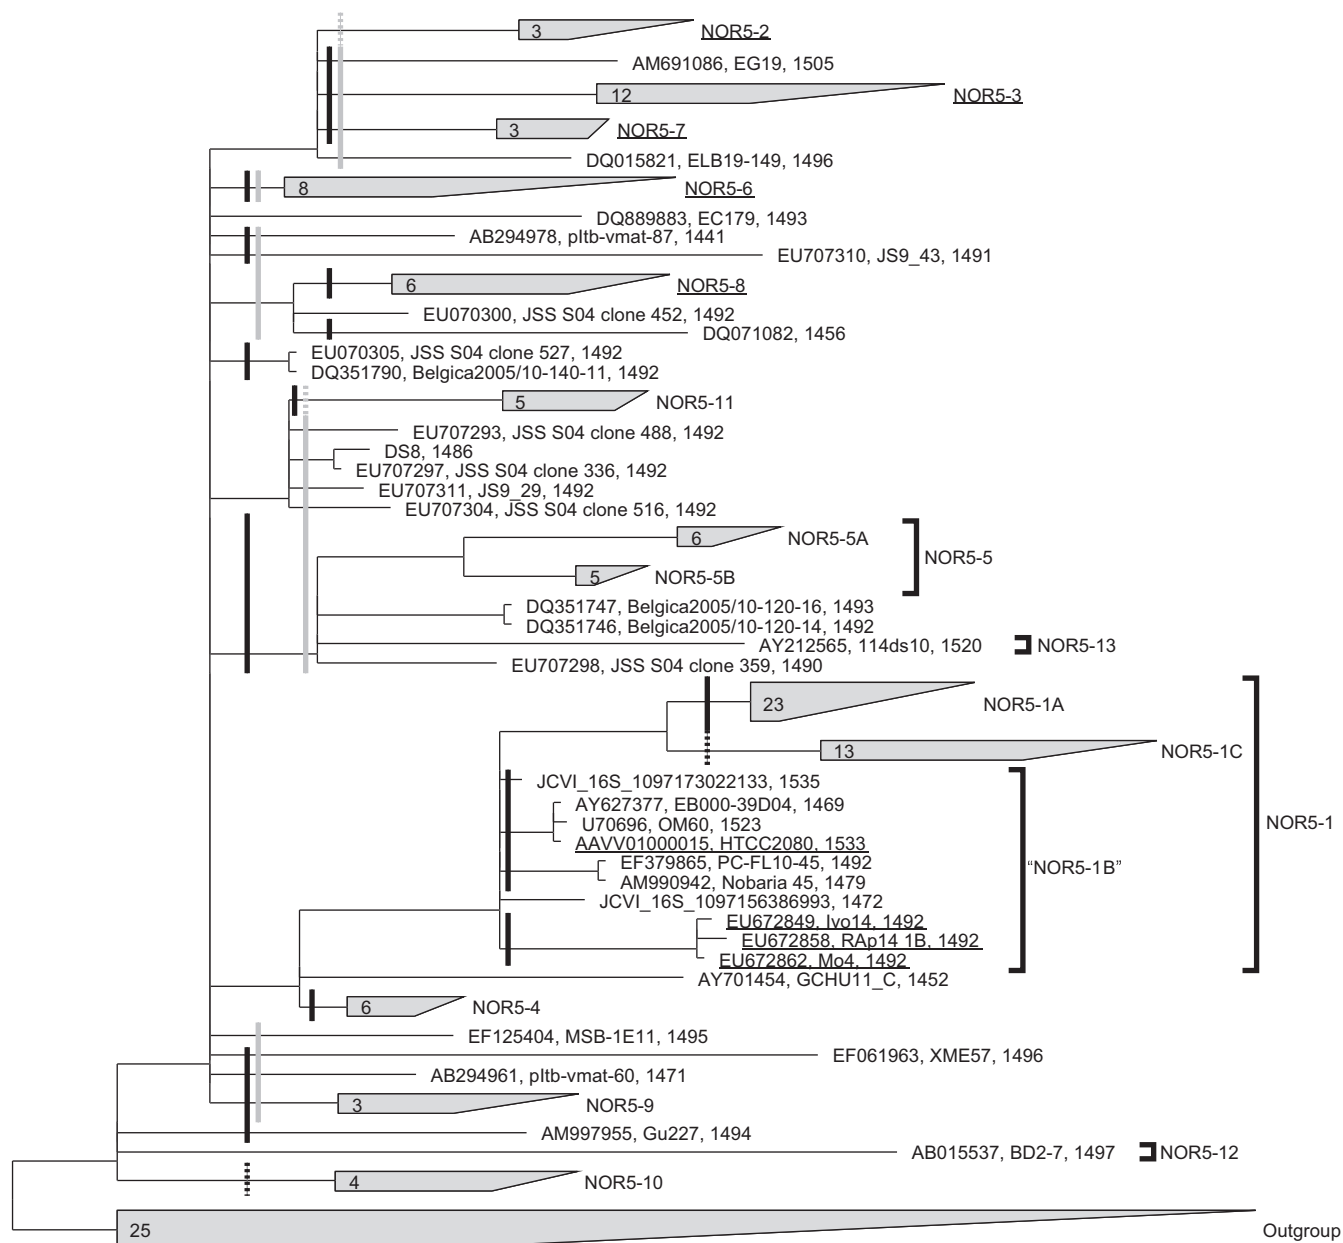 3 NOR5-2
AM691086, EG19, 1505
12 NOR5-3
3 NOR5-7
DQ015821, ELB19-149, 1496
8 NOR5-6
DQ889883, EC179, 1493
AB294978, pItb-vmat-87, 1441
EU707310, JS9_43, 1491
6 NOR5-8
EU070300, JSS S04 clone 452, 1492
DQ071082, 1456
EU070305, JSS S04 clone 527, 1492
DQ351790, Belgica2005/10-140-11, 1492
5 NOR5-11
EU707293, JSS S04 clone 488, 1492
DS8, 1486
EU707297, JSS S04 clone 336, 1492
EU707311, JS9_29, 1492
EU707304, JSS S04 clone 516, 1492
6 NOR5-5A
NOR5-5
5 NOR5-5B
DQ351747, Belgica2005/10-120-16, 1493
DQ351746, Belgica2005/10-120-14, 1492
AY212565, 114ds10, 1520 NOR5-13
EU707298, JSS S04 clone 359, 1490
23 NOR5-1A
13 NOR5-1C
JCVI_16S_1097173022133, 1535
AY627377, EB000-39D04, 1469
U70696, OM60, 1523
NOR5-1
AAVV01000015, HTCC2080, 1533
EF379865, PC-FL10-45, 1492
"NOR5-1B"
AM990942, Nobaria 45, 1479
JCVI_16S_1097156386993, 1472
EU672849, Ivo14, 1492
EU672858, RAp14 1B, 1492
EU672862, Mo4, 1492
AY701454, GCHU11_C, 1452
6 NOR5-4
EF125404, MSB-1E11, 1495
EF061963, XME57, 1496
AB294961, pItb-vmat-60, 1471
3 NOR5-9
AM997955, Gu227, 1494
AB015537, BD2-7, 1497 NOR5-12
4 NOR5-10
25 Outgroup